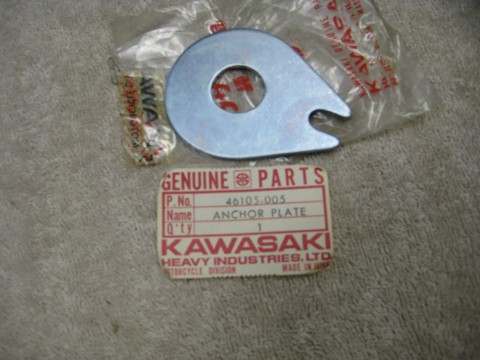 KAWASAKI
GENUINE PARTS
P.No. 46105.005
Name ANCHOR PLATE
Q'ty 1
KAWASAKI
HEAVY INDUSTRIES, LTD.
MOTORCYCLE DIVISION MADE IN JAPAN